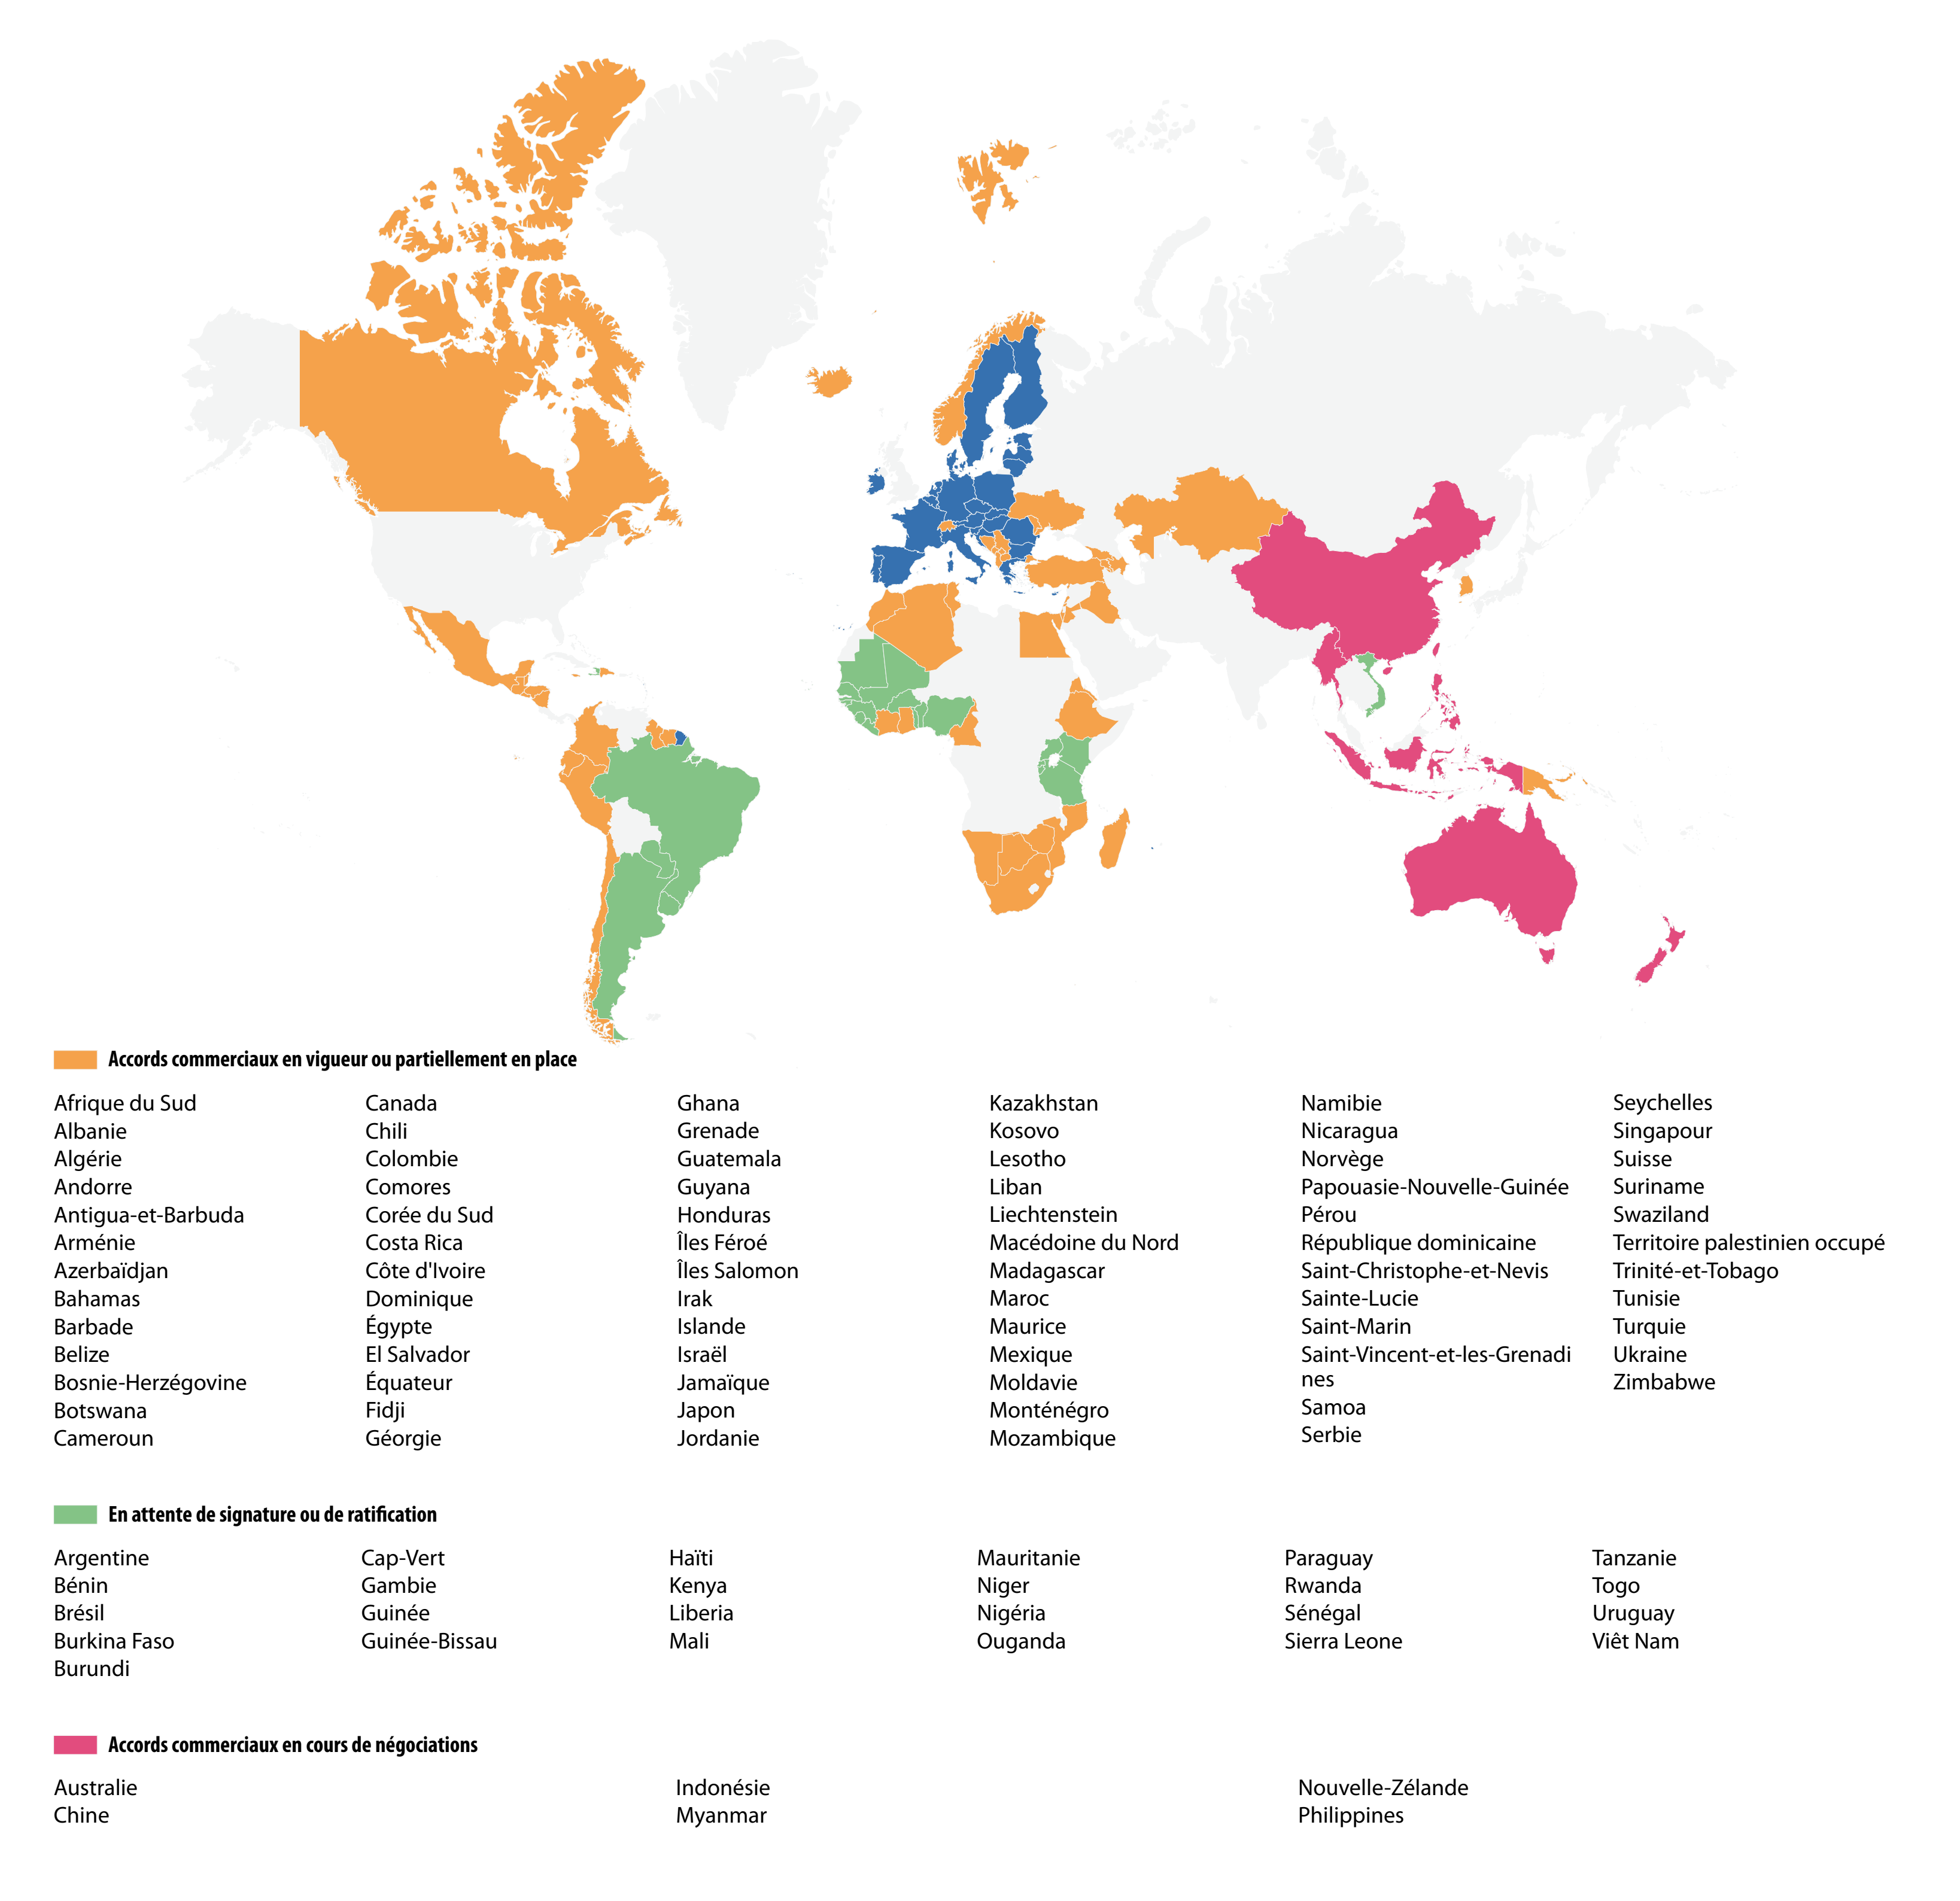 Accords commerciaux en vigueur ou partiellement en place
Afrique du Sud
Albanie
Algérie
Andorre
Antigua-et-Barbuda
Arménie
Azerbaïdjan
Bahamas
Barbade
Belize
Bosnie-Herzégovine
Botswana
Cameroun
Canada
Chili
Colombie
Comores
Corée du Sud
Costa Rica
Côte d'Ivoire
Dominique
Égypte
El Salvador
Équateur
Fidji
Géorgie
Ghana
Grenade
Guatemala
Guyana
Honduras
Îles Féroé
Îles Salomon
Irak
Islande
Israël
Jamaïque
Japon
Jordanie
Kazakhstan
Kosovo
Lesotho
Liban
Liechtenstein
Macédoine du Nord
Madagascar
Maroc
Maurice
Mexique
Moldavie
Monténégro
Mozambique
Namibie
Nicaragua
Norvège
Papouasie-Nouvelle-Guinée
Pérou
République dominicaine
Saint-Christophe-et-Nevis
Sainte-Lucie
Saint-Marin
Saint-Vincent-et-les-Grenadi
nes
Samoa
Serbie
Seychelles
Singapour
Suisse
Suriname
Swaziland
Territoire palestinien occupé
Trinité-et-Tobago
Tunisie
Turquie
Ukraine
Zimbabwe
En attente de signature ou de ratification
Argentine
Bénin
Brésil
Burkina Faso
Burundi
Cap-Vert
Gambie
Guinée
Guinée-Bissau
Haïti
Kenya
Liberia
Mali
Mauritanie
Niger
Nigéria
Ouganda
Paraguay
Rwanda
Sénégal
Sierra Leone
Tanzanie
Togo
Uruguay
Viêt Nam
Accords commerciaux en cours de négociations
Australie
Chine
Indonésie
Myanmar
Nouvelle-Zélande
Philippines